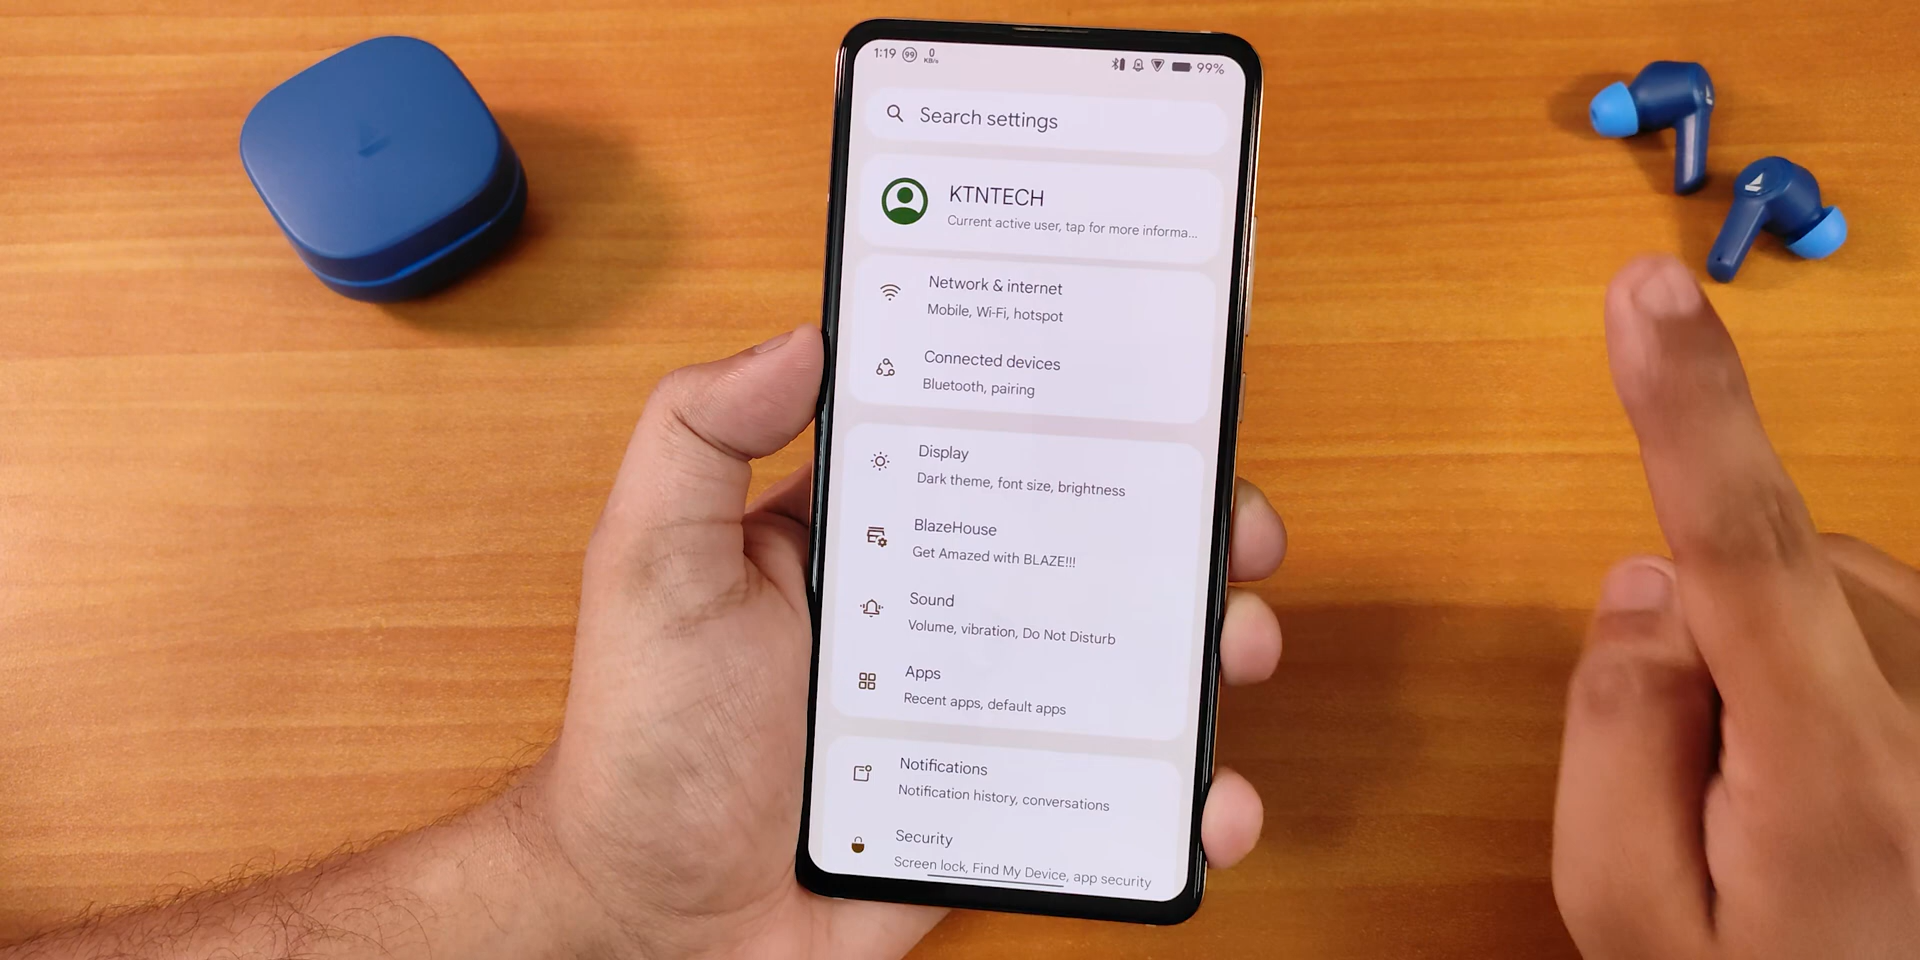 1:19 99 0 KB/s 99%
Search settings
KTNTECH
Current active user, tap for more informa...
Network & internet
Mobile, Wi-Fi, hotspot
Connected devices
Bluetooth, pairing
Display
Dark theme, font size, brightness
BlazeHouse
Get Amazed with BLAZE!!!
Sound
Volume, vibration, Do Not Disturb
Apps
Recent apps, default apps
Notifications
Notification history, conversations
Security
Screen lock, Find My Device, app security